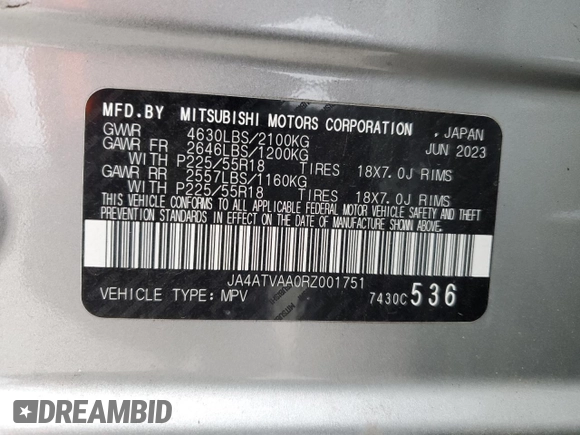 MFD.BY MITSUBISHI MOTORS CORPORATION , JAPAN
GVWR 4630LBS/2100KG JUN 2023
GAWR FR 2646LBS/1200KG
WITH P225/55R18 TIRES 18X7.0J RIMS
GAWR RR 2557LBS/1160KG
WITH P225/55R18 TIRES 18X7.0J RIMS
THIS VEHICLE CONFORMS TO ALL APPLICABLE FEDERAL MOTOR VEHICLE SAFETY AND THEFT
PREVENTION STANDARDS IN EFFECT ON THE DATE OF MANUFACTURE SHOWN ABOVE.
JA4ATVAA0RZ001751
VEHICLE TYPE:MPV 7430C536
DREAMBID